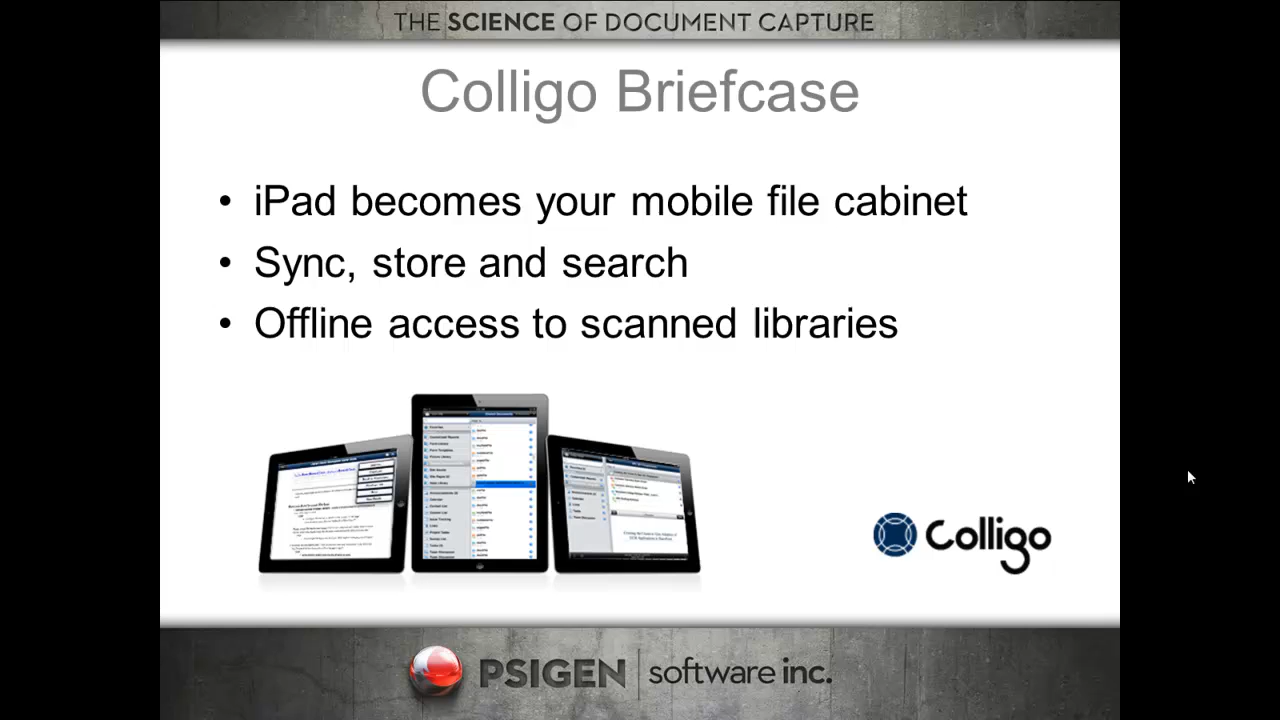 THE SCIENCE OF DOCUMENT CAPTURE
Colligo Briefcase
• iPad becomes your mobile file cabinet
• Sync, store and search
• Offline access to scanned libraries
Colligo
PSIGEN software inc.